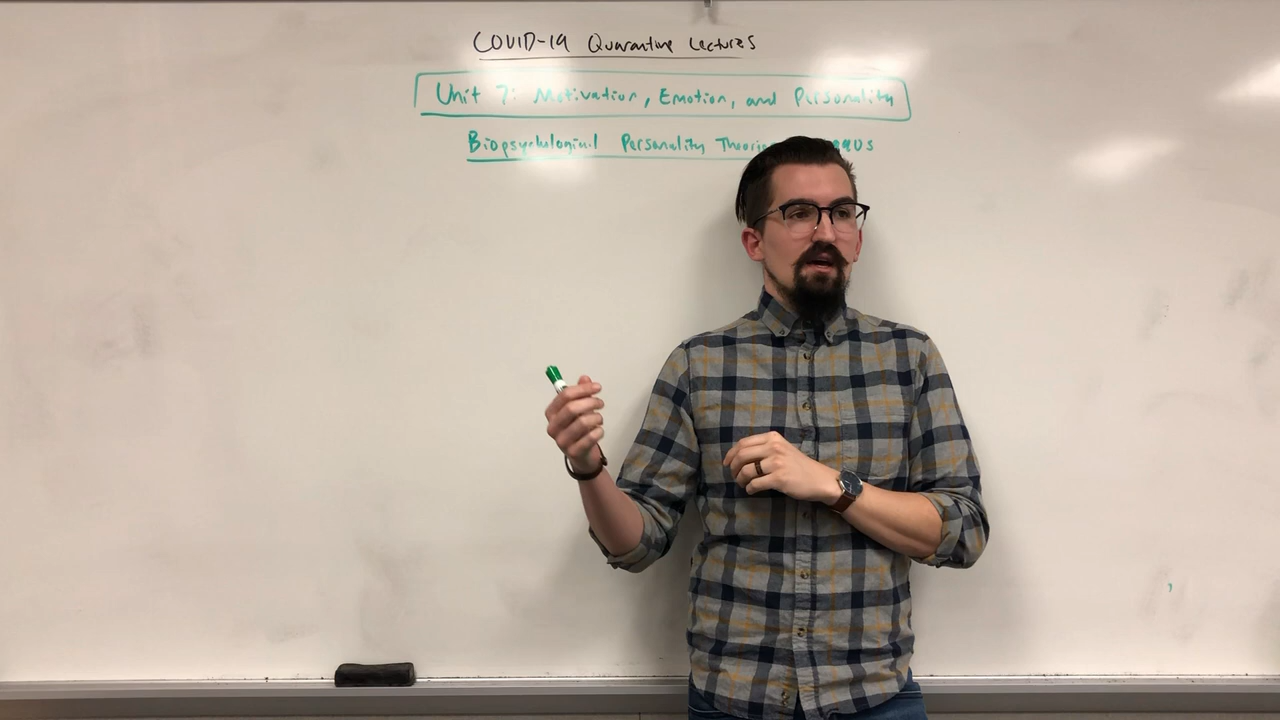 COVID-19 Quarantine Lectures
Unit 7: Motivation, Emotion, and Personality
Biopsychological Personality Theories